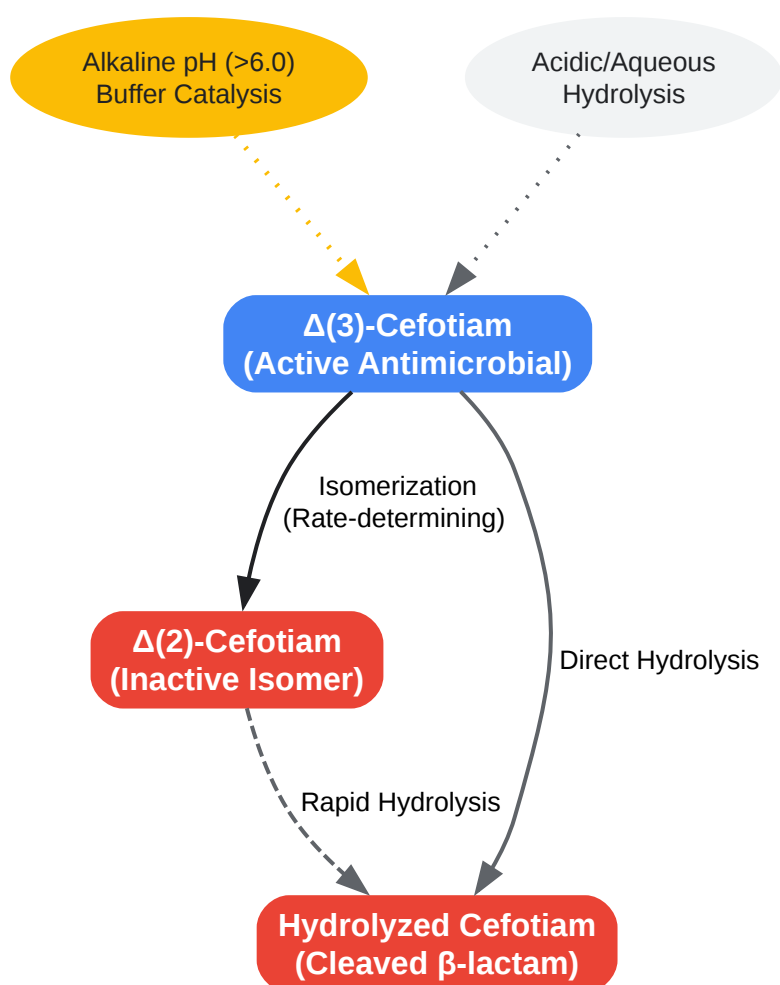 Alkaline pH (>6.0)
Buffer Catalysis
Acidic/Aqueous
Hydrolysis
Δ(3)-Cefotiam
(Active Antimicrobial)
Isomerization
(Rate-determining)
Δ(2)-Cefotiam
(Inactive Isomer)
Direct Hydrolysis
Rapid Hydrolysis
Hydrolyzed Cefotiam
(Cleaved β-lactam)